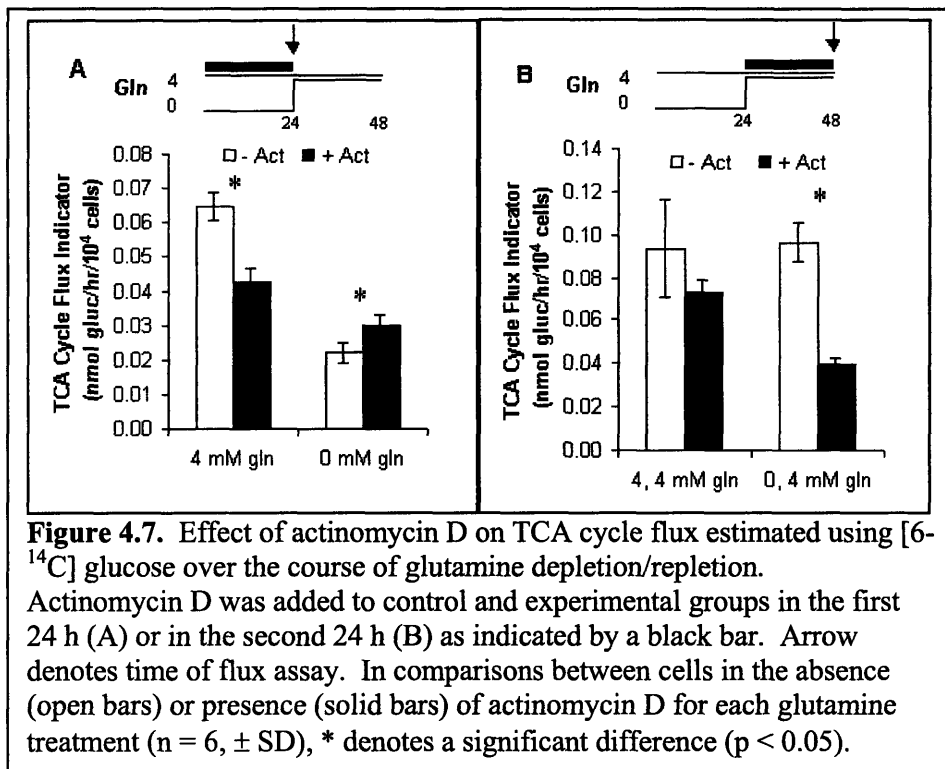 A
Gln
4
0
24
48
□ - Act ■ + Act
TCA Cycle Flux Indicator
(nmol gluc/hr/10⁴ cells)
0.08
0.07
0.06
0.05
0.04
0.03
0.02
0.01
0.00
*
*
4 mM gln
0 mM gln
B
Gln
4
0
24
48
□ - Act ■ + Act
TCA Cycle Flux Indicator
(nmol gluc/hr/10⁴ cells)
0.14
0.12
0.10
0.08
0.06
0.04
0.02
0.00
*
4, 4 mM gln
0, 4 mM gln
Figure 4.7. Effect of actinomycin D on TCA cycle flux estimated using [6-
¹⁴C] glucose over the course of glutamine depletion/repletion.
Actinomycin D was added to control and experimental groups in the first
24 h (A) or in the second 24 h (B) as indicated by a black bar. Arrow
denotes time of flux assay. In comparisons between cells in the absence
(open bars) or presence (solid bars) of actinomycin D for each glutamine
treatment (n = 6, ± SD), * denotes a significant difference (p < 0.05).